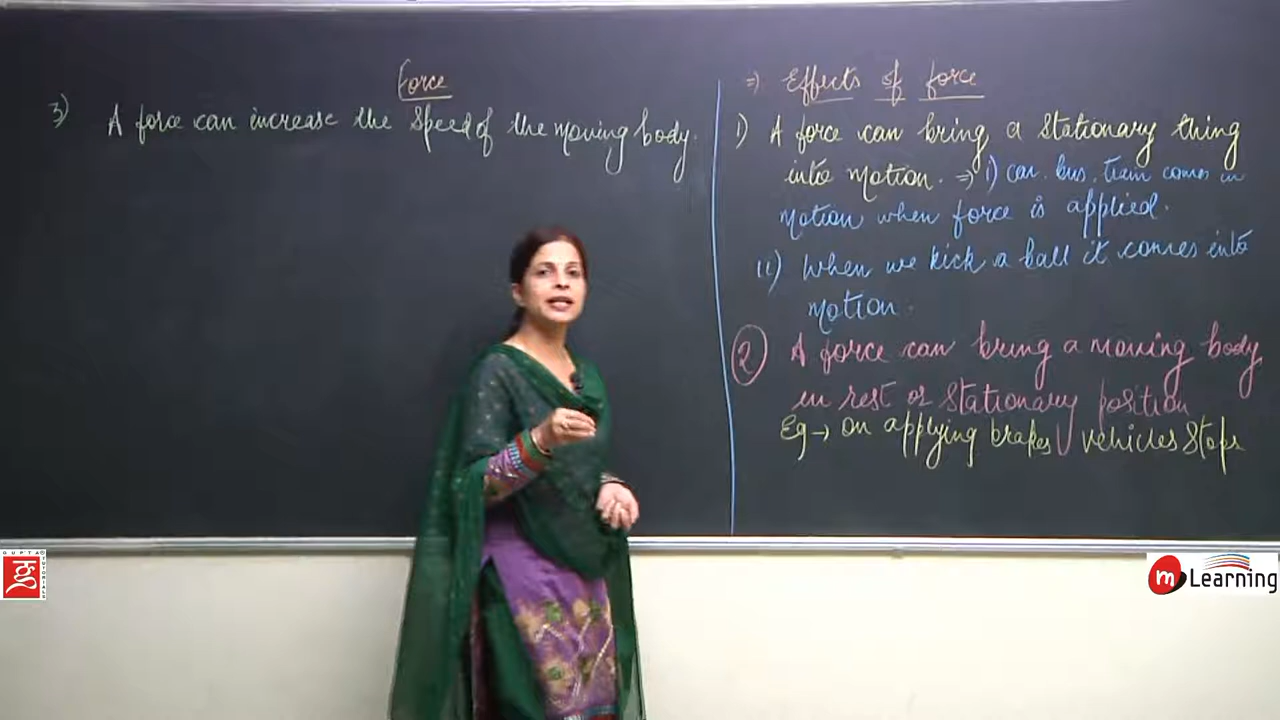 Force
3) A force can increase the speed of the moving body.
⇒ Effects of force
1) A force can bring a stationary thing
into motion. ⇒ i) car. bus. train comes in
motion when force is applied.
ii) when we kick a ball it comes into
motion.
2 A force can bring a moving body
in rest or stationary position
Eg → on applying brakes vehicles stops
GUPTA TUTORIALS
m Learning